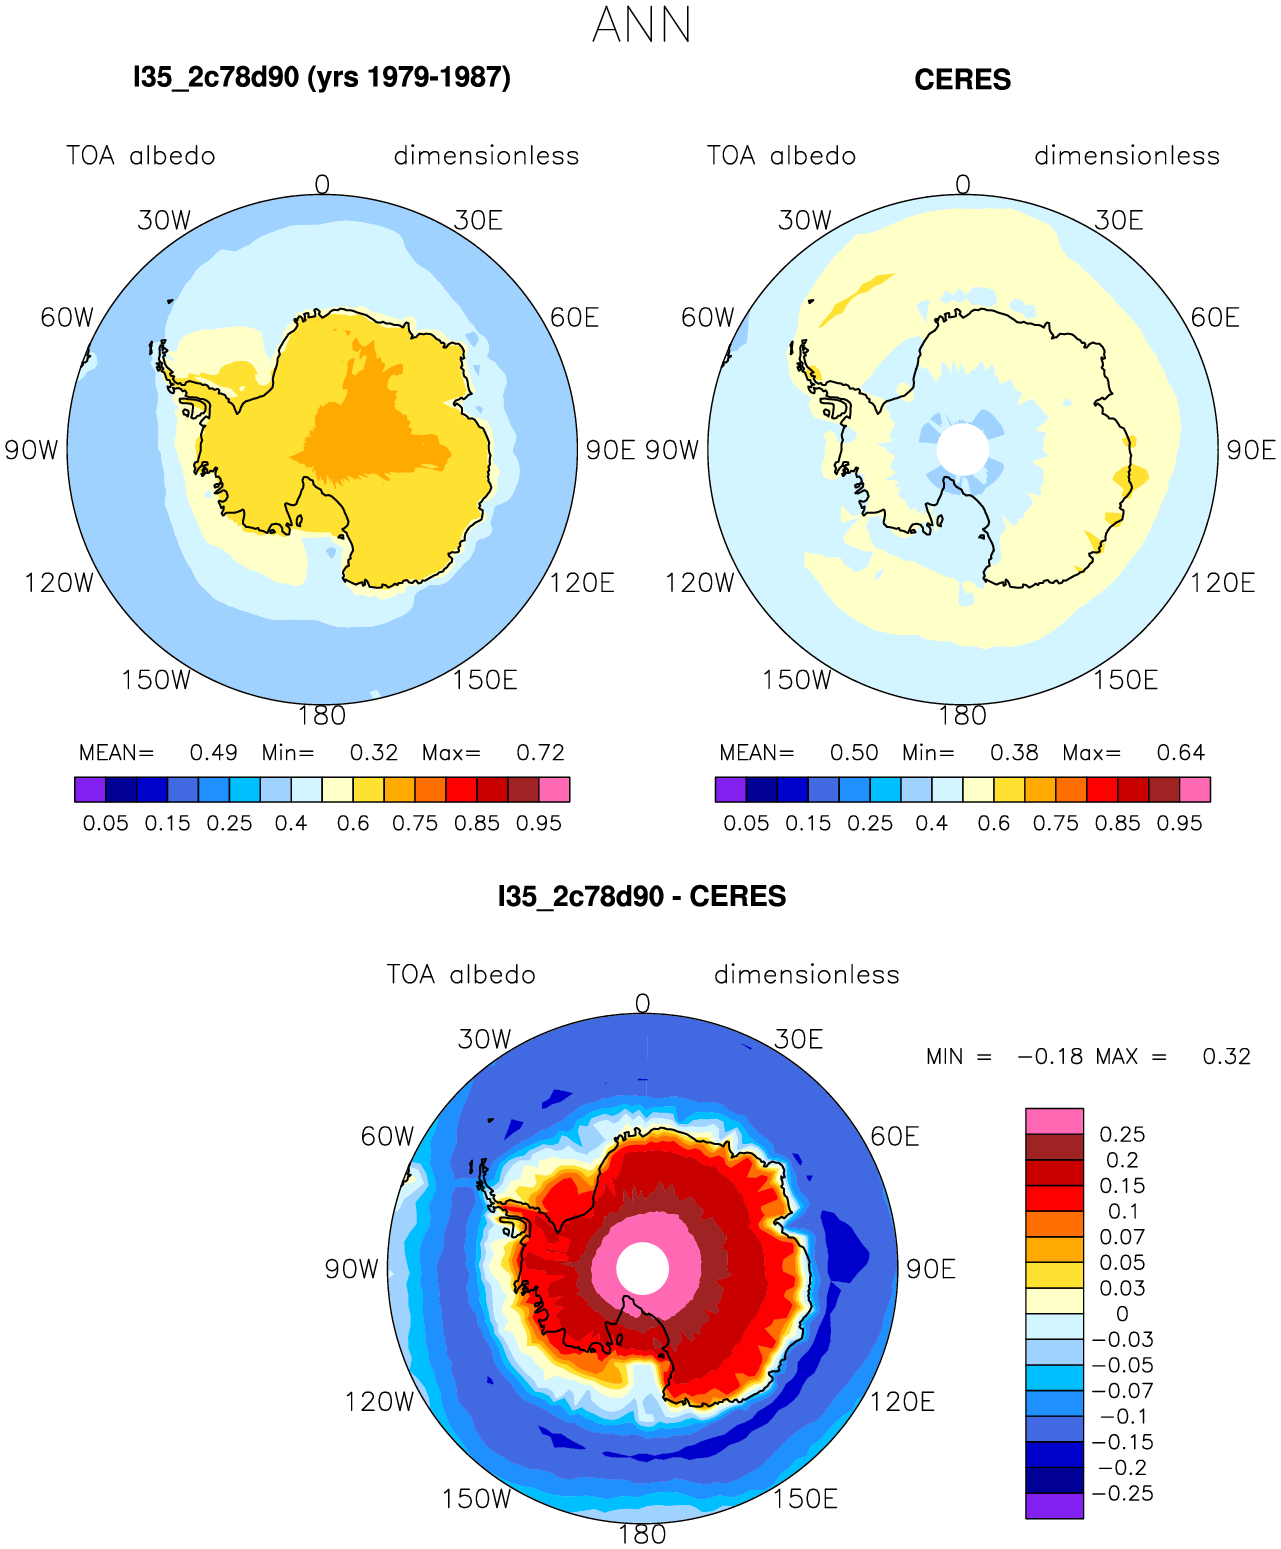 ANN
I35_2c78d90 (yrs 1979-1987)
TOA albedo dimensionless
0
30W 30E
60W 60E
90W 90E
120W 120E
150W 150E
180
MEAN= 0.49 Min= 0.32 Max= 0.72
0.05 0.15 0.25 0.4 0.6 0.75 0.85 0.95
CERES
TOA albedo dimensionless
0
30W 30E
60W 60E
90W 90E
120W 120E
150W 150E
180
MEAN= 0.50 Min= 0.38 Max= 0.64
0.05 0.15 0.25 0.4 0.6 0.75 0.85 0.95
I35_2c78d90 - CERES
TOA albedo dimensionless
0
30W 30E
60W 60E
90W 90E
120W 120E
150W 150E
180
MIN = −0.18 MAX = 0.32
0.25
0.2
0.15
0.1
0.07
0.05
0.03
0
−0.03
−0.05
−0.07
−0.1
−0.15
−0.2
−0.25